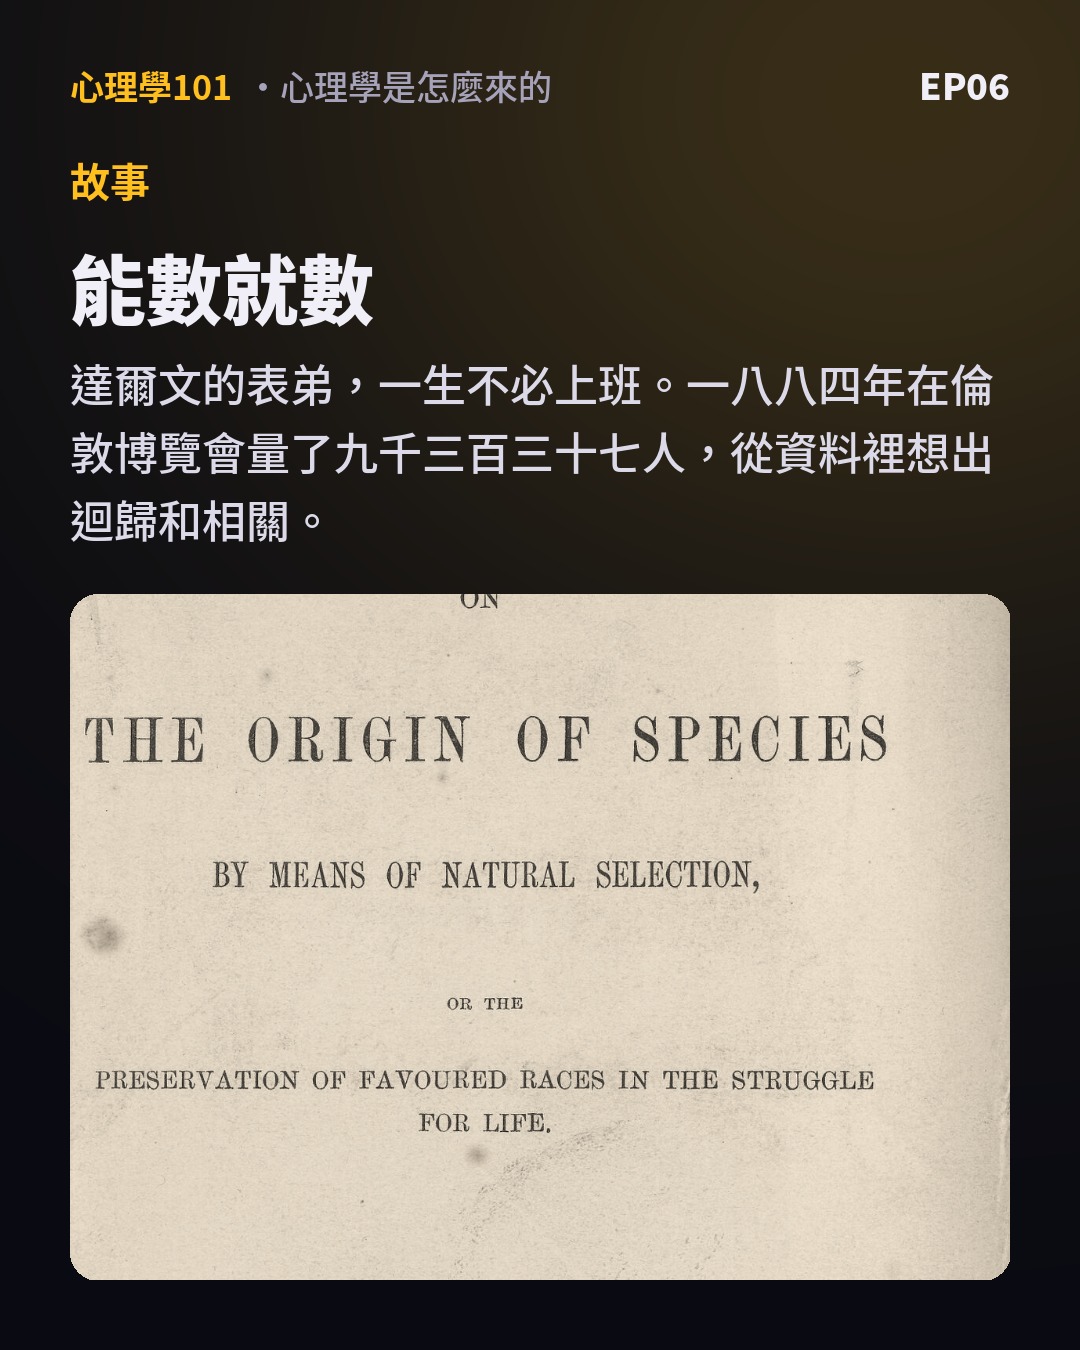 心理學101 ・心理學是怎麼來的 EP06
故事
能數就數
達爾文的表弟，一生不必上班。一八八四年在倫
敦博覽會量了九千三百三十七人，從資料裡想出
迴歸和相關。
ON
THE ORIGIN OF SPECIES
BY MEANS OF NATURAL SELECTION,
OR THE
PRESERVATION OF FAVOURED RACES IN THE STRUGGLE
FOR LIFE.